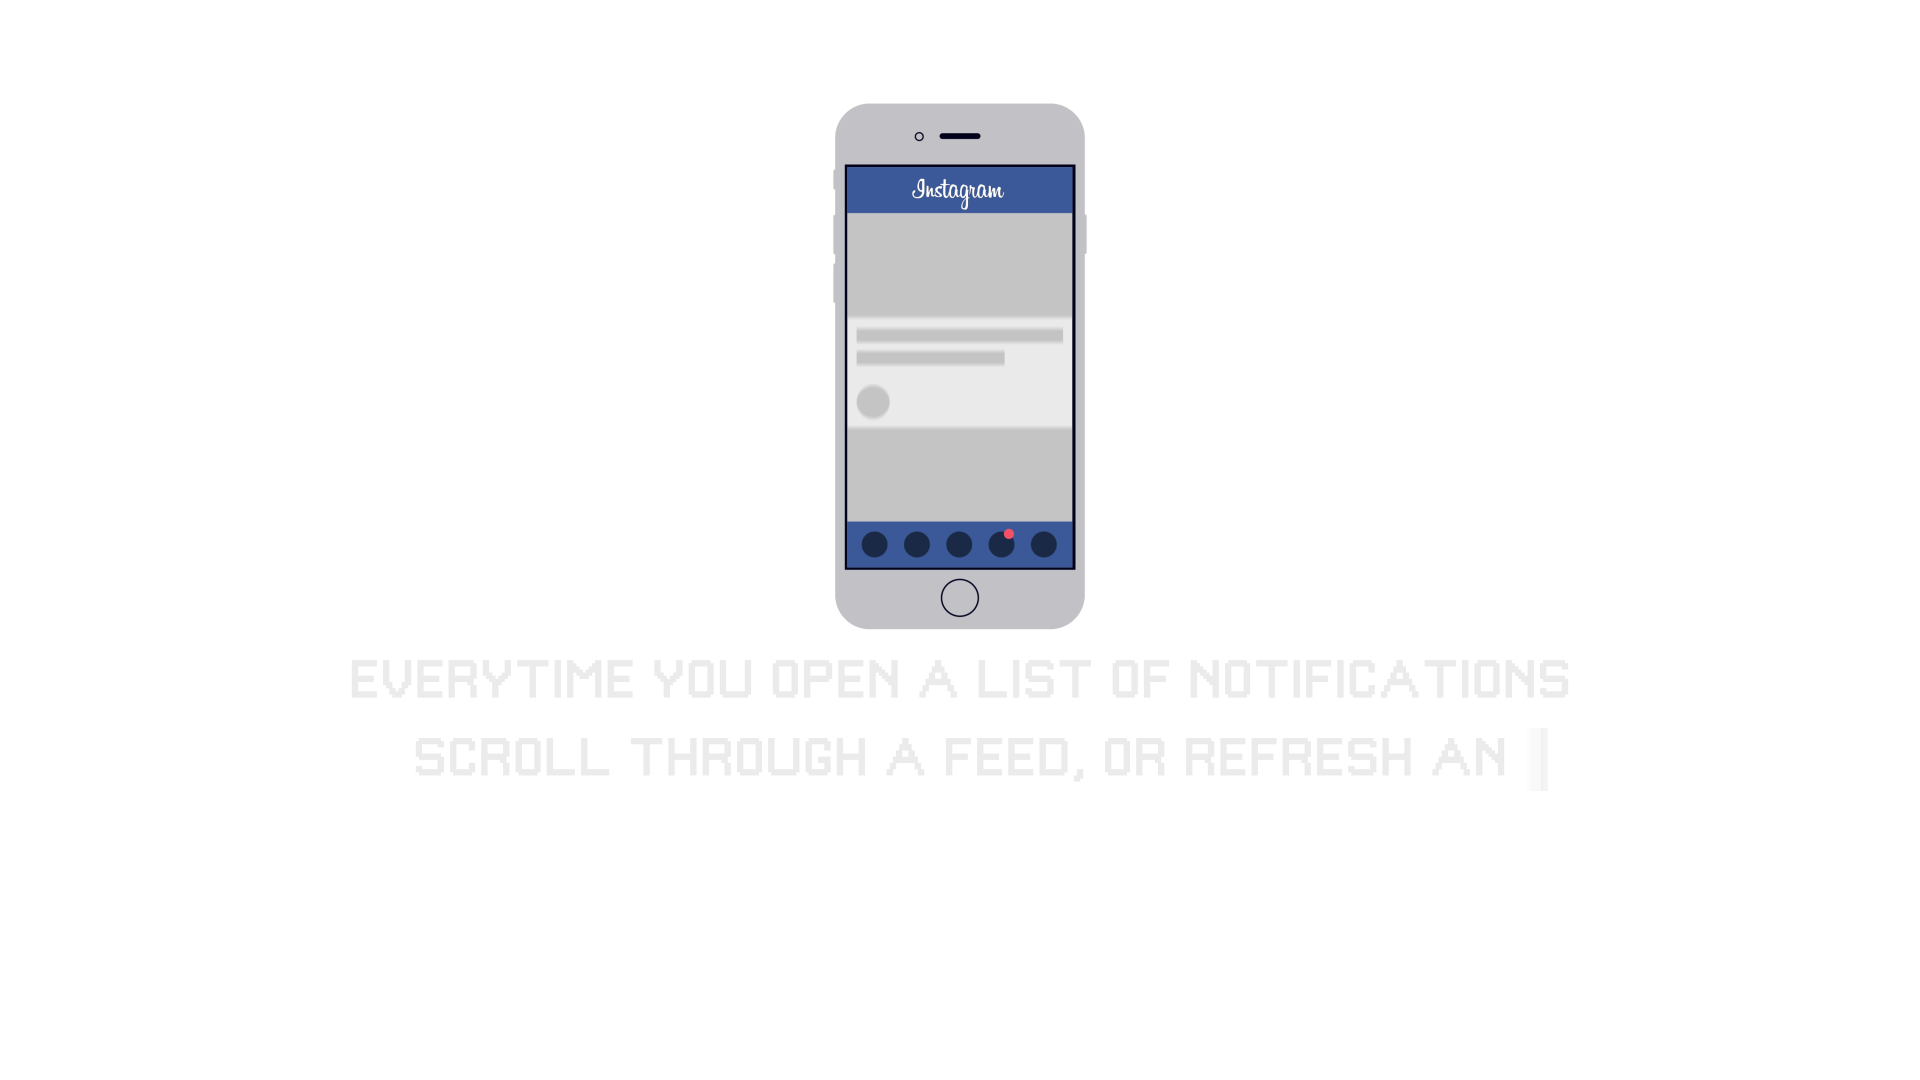 Instagram
EVERYTIME YOU OPEN A LIST OF NOTIFICATIONS
SCROLL THROUGH A FEED, OR REFRESH AN